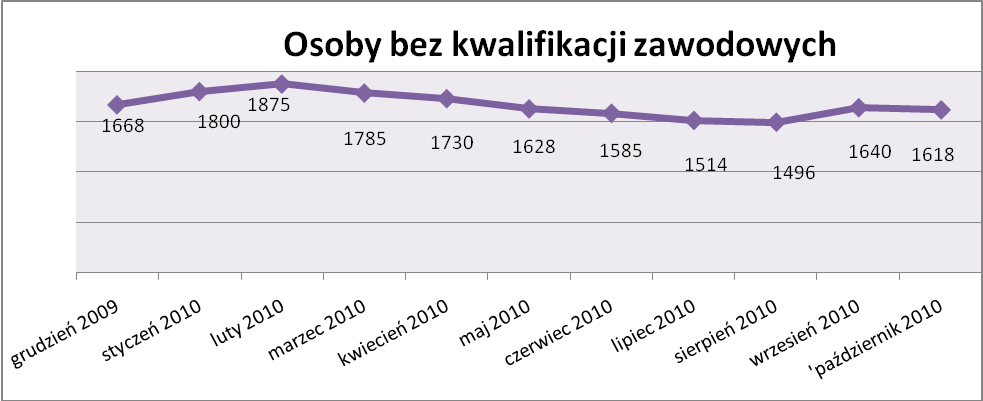 Osoby bez kwalifikacji zawodowych
1668
1800
1875
1785
1730
1628
1585
1514
1496
1640
1618
grudzień 2009
styczeń 2010
luty 2010
marzec 2010
kwiecień 2010
maj 2010
czerwiec 2010
lipiec 2010
sierpień 2010
wrzesień 2010
'październik 2010